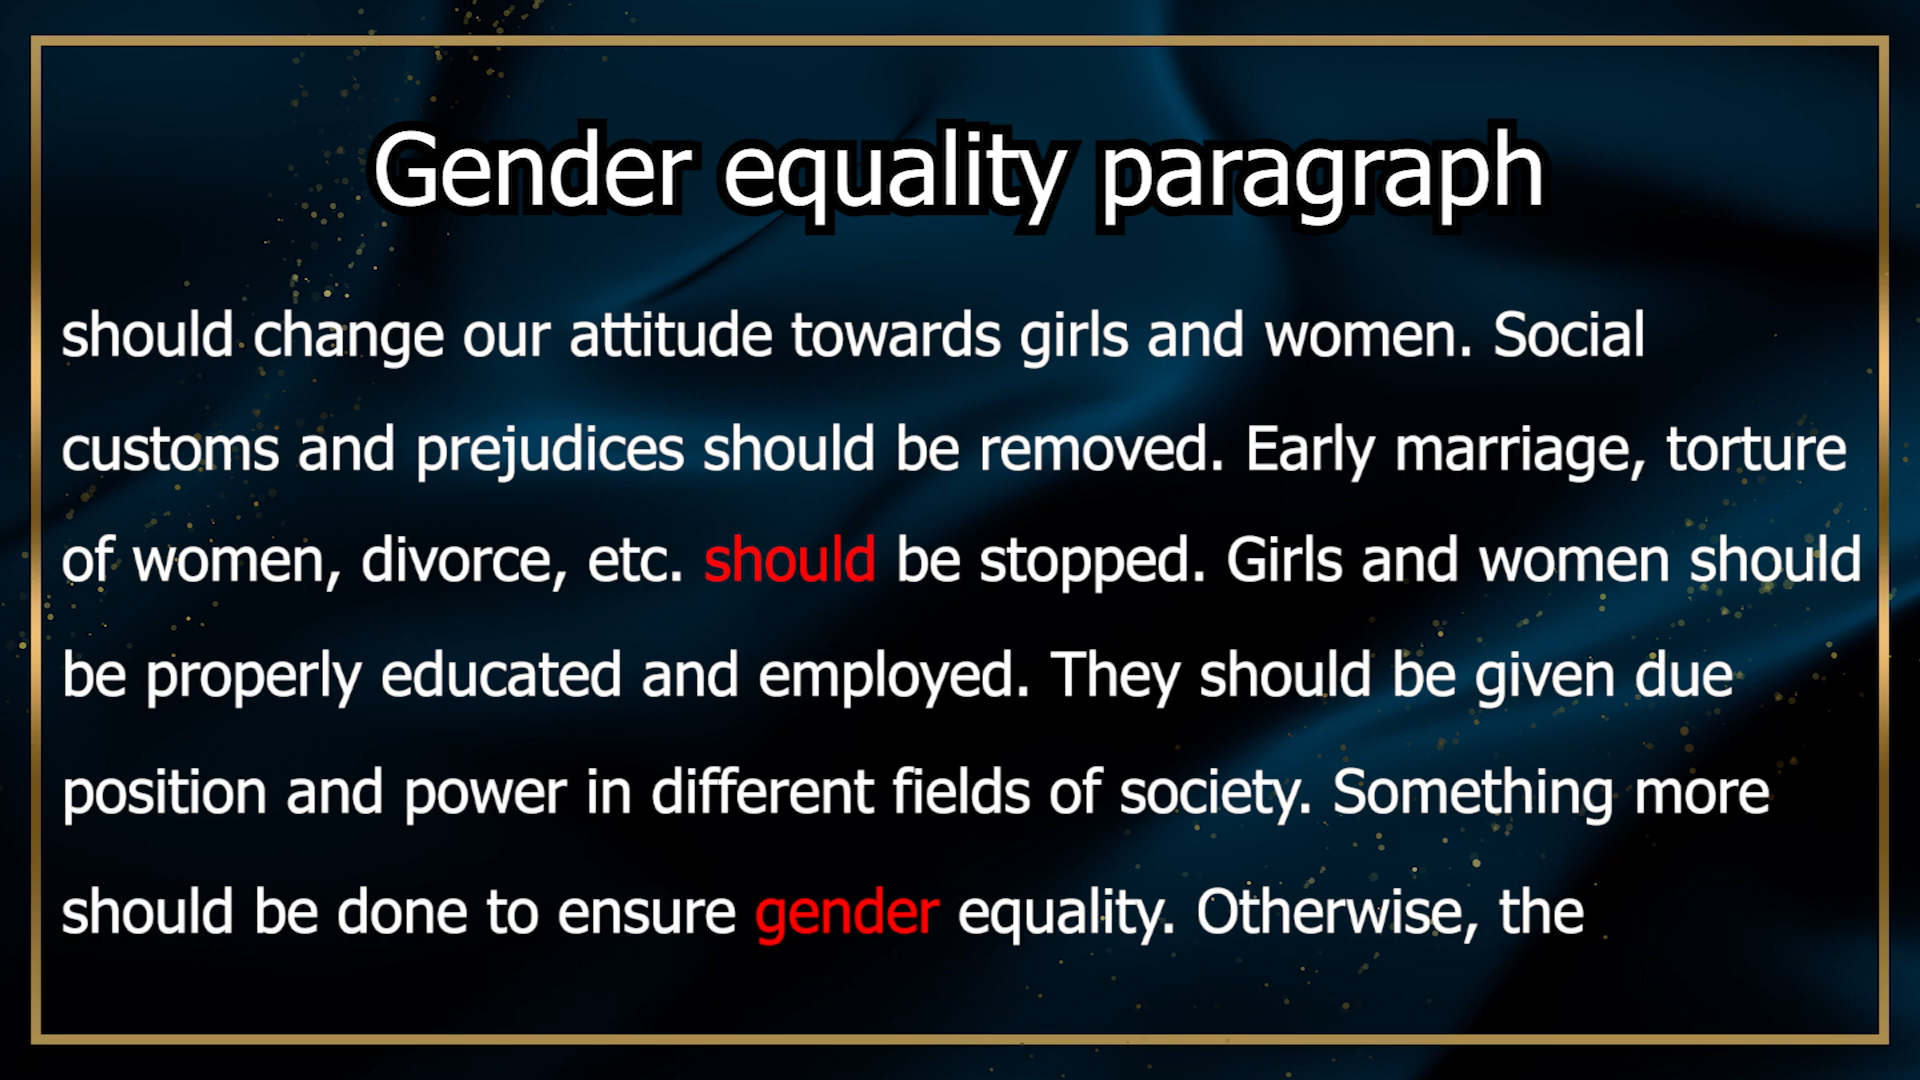 Gender equality paragraph
should change our attitude towards girls and women. Social
customs and prejudices should be removed. Early marriage, torture
of women, divorce, etc. should be stopped. Girls and women should
be properly educated and employed. They should be given due
position and power in different fields of society. Something more
should be done to ensure gender equality. Otherwise, the